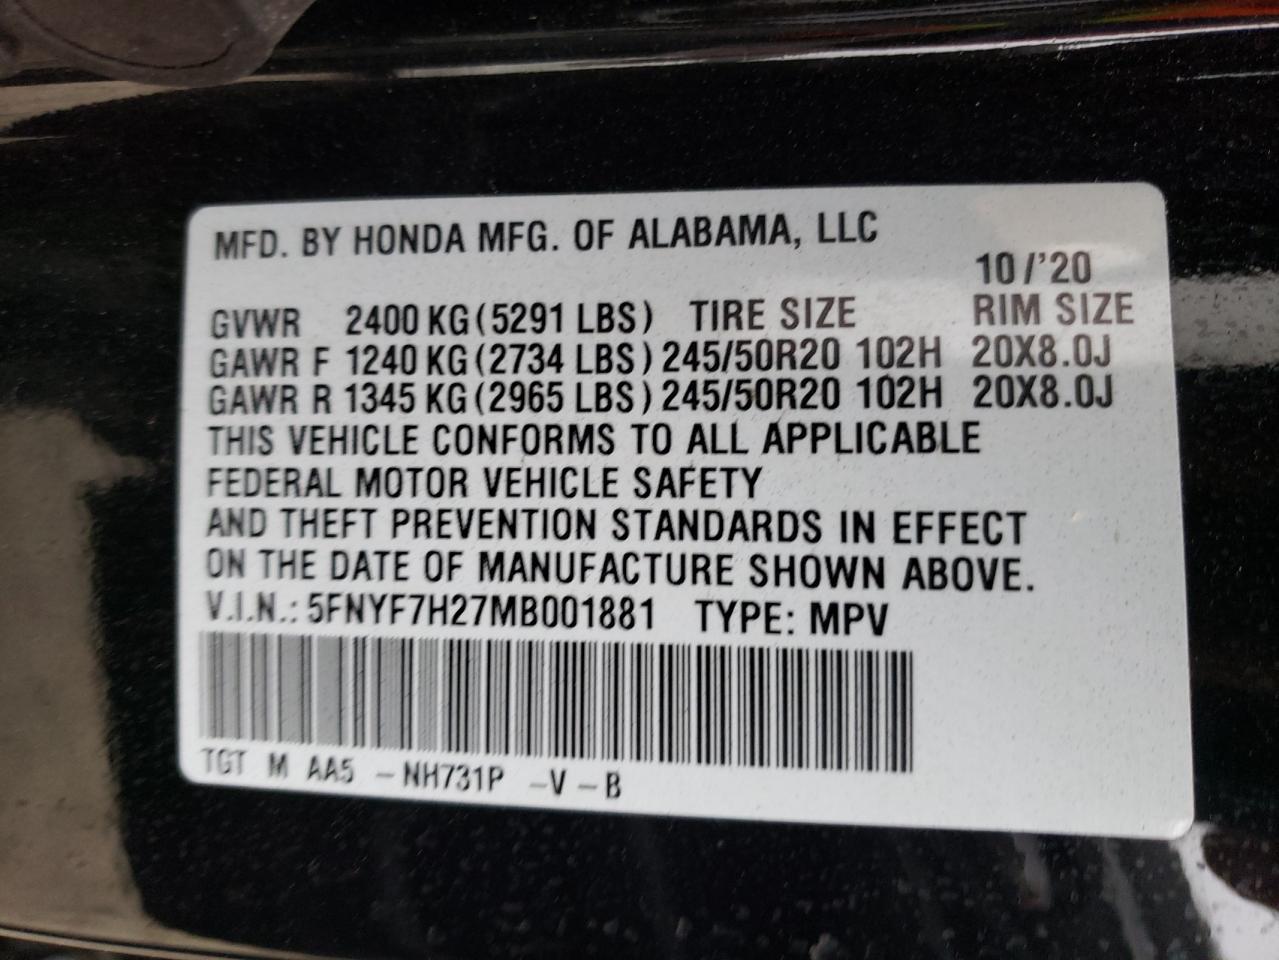 MFD. BY HONDA MFG. OF ALABAMA, LLC
10/'20
GVWR 2400 KG (5291 LBS) TIRE SIZE RIM SIZE
GAWR F 1240 KG (2734 LBS) 245/50R20 102H 20X8.0J
GAWR R 1345 KG (2965 LBS) 245/50R20 102H 20X8.0J
THIS VEHICLE CONFORMS TO ALL APPLICABLE
FEDERAL MOTOR VEHICLE SAFETY
AND THEFT PREVENTION STANDARDS IN EFFECT
ON THE DATE OF MANUFACTURE SHOWN ABOVE.
V.I.N.: 5FNYF7H27MB001881 TYPE: MPV
TGT M AA5 -NH731P -V-B